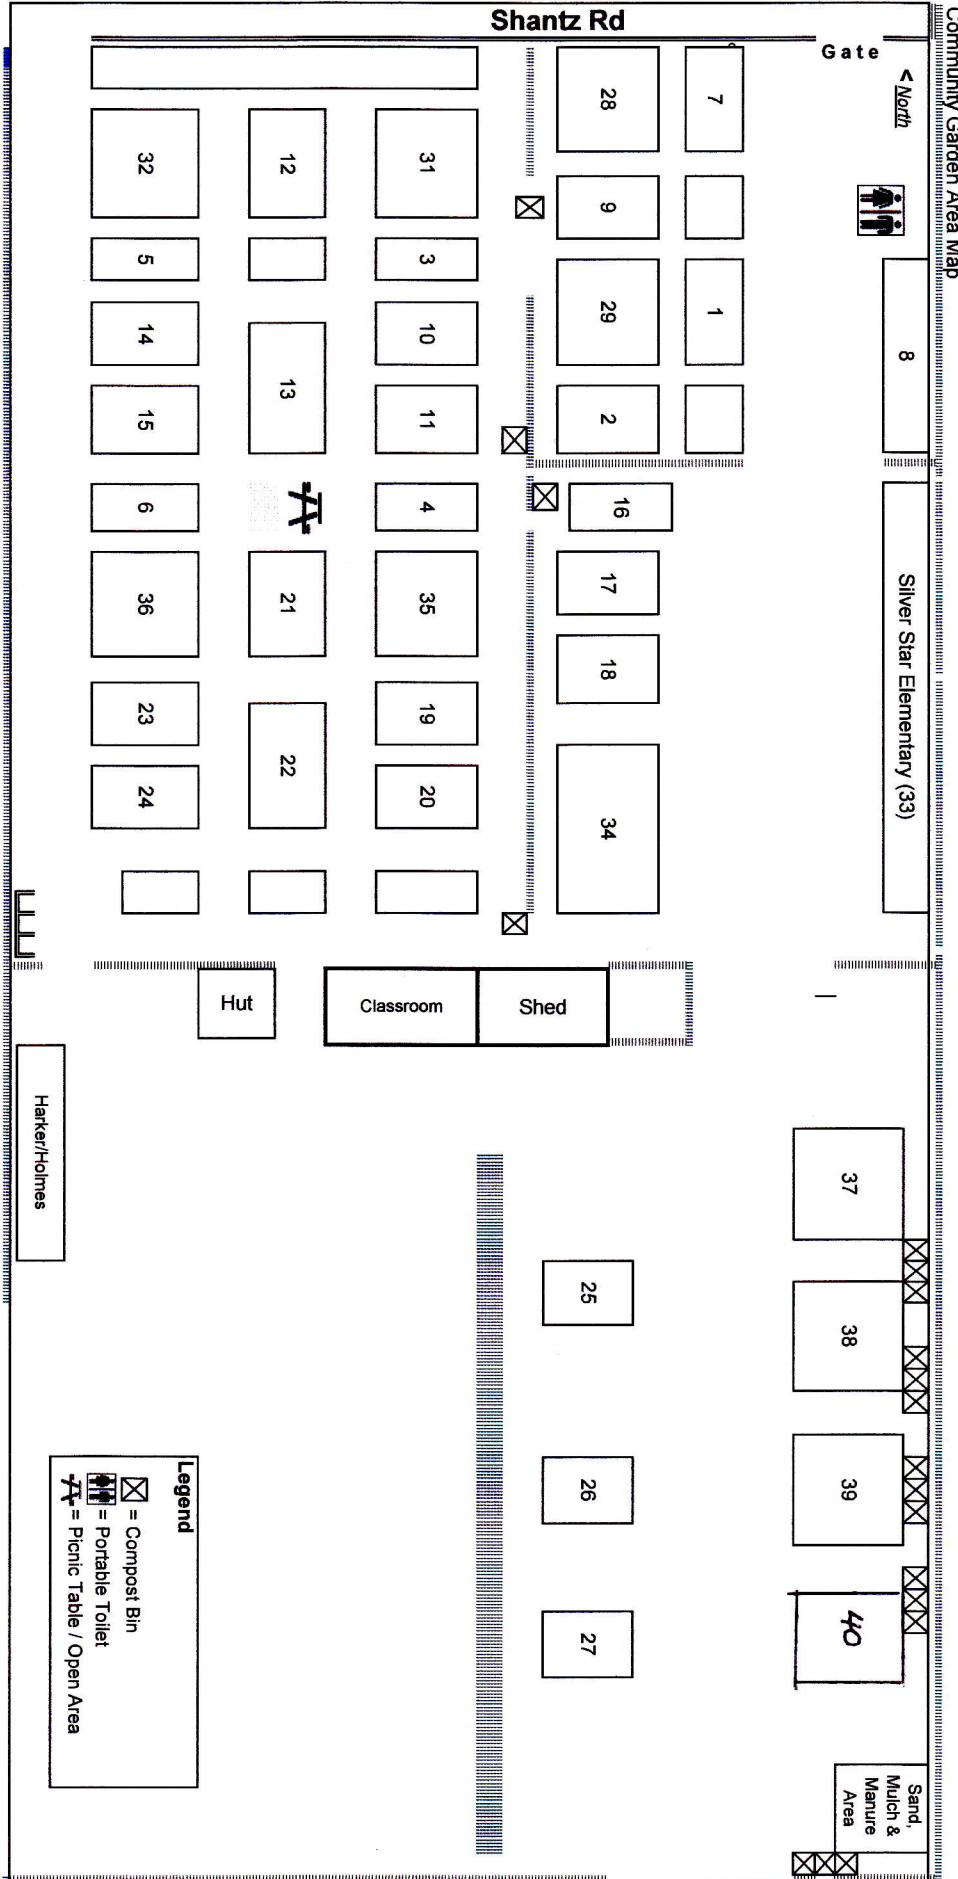 Community Garden Area Map
Shantz Rd
Gate
< North
28
7
32
12
31
9
5
3
29
1
8
14
10
13
15
11
2
6
4
16
Silver Star Elementary (33)
36
21
35
17
18
23
19
22
24
20
34
Hut
Classroom
Shed
Harker/Holmes
37
25
38
26
39
27
40
Legend
= Compost Bin
= Portable Toilet
= Picnic Table / Open Area
Sand,
Mulch &
Manure
Area